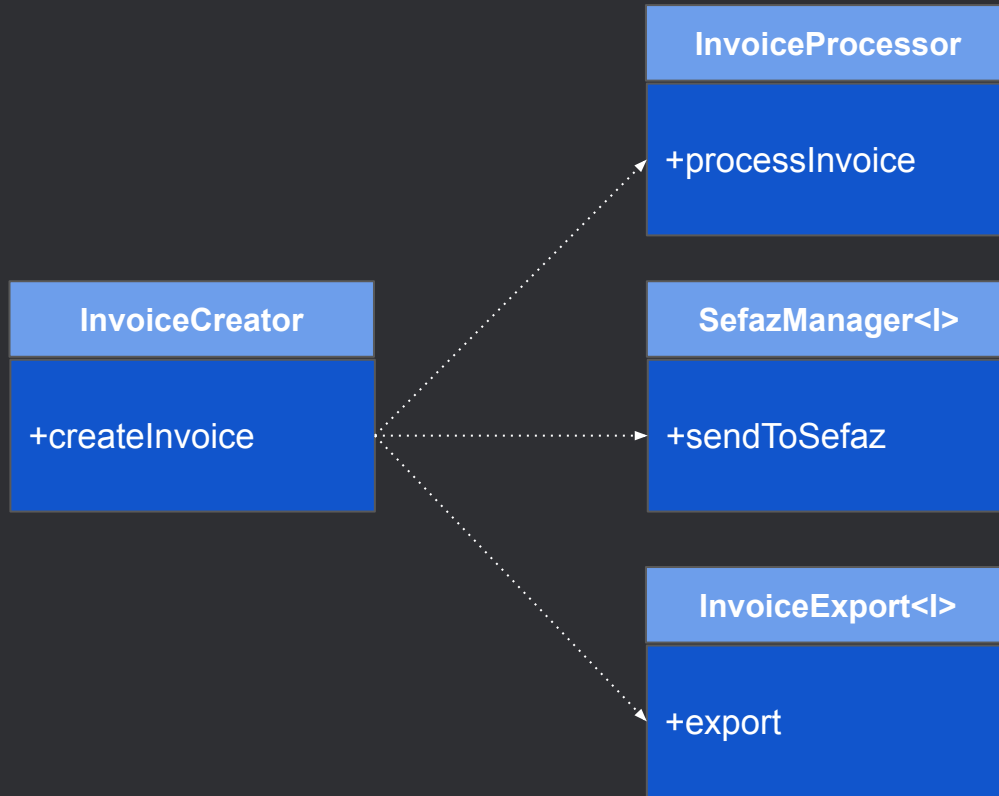 InvoiceProcessor
+processInvoice
InvoiceCreator
+createInvoice
SefazManager<I>
+sendToSefaz
InvoiceExport<I>
+export